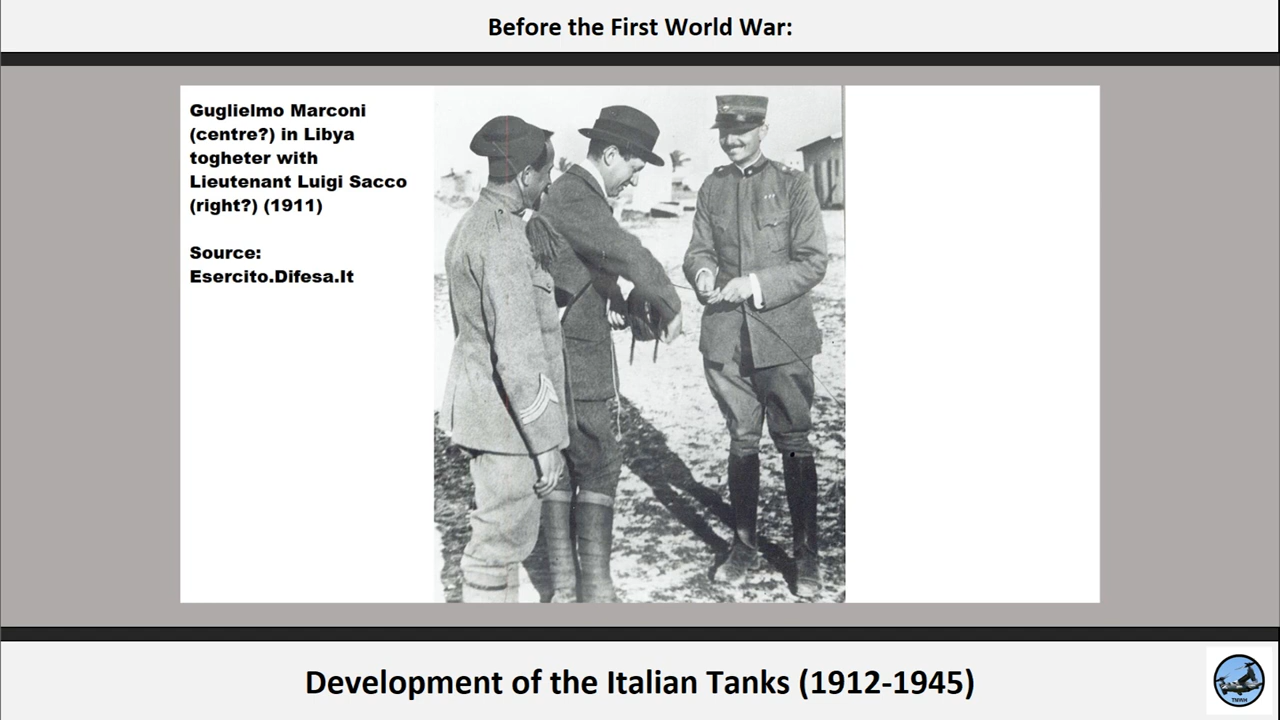 Before the First World War:
Guglielmo Marconi
(centre?) in Libya
togheter with
Lieutenant Luigi Sacco
(right?) (1911)
Source:
Esercito.Difesa.It
Development of the Italian Tanks (1912-1945)